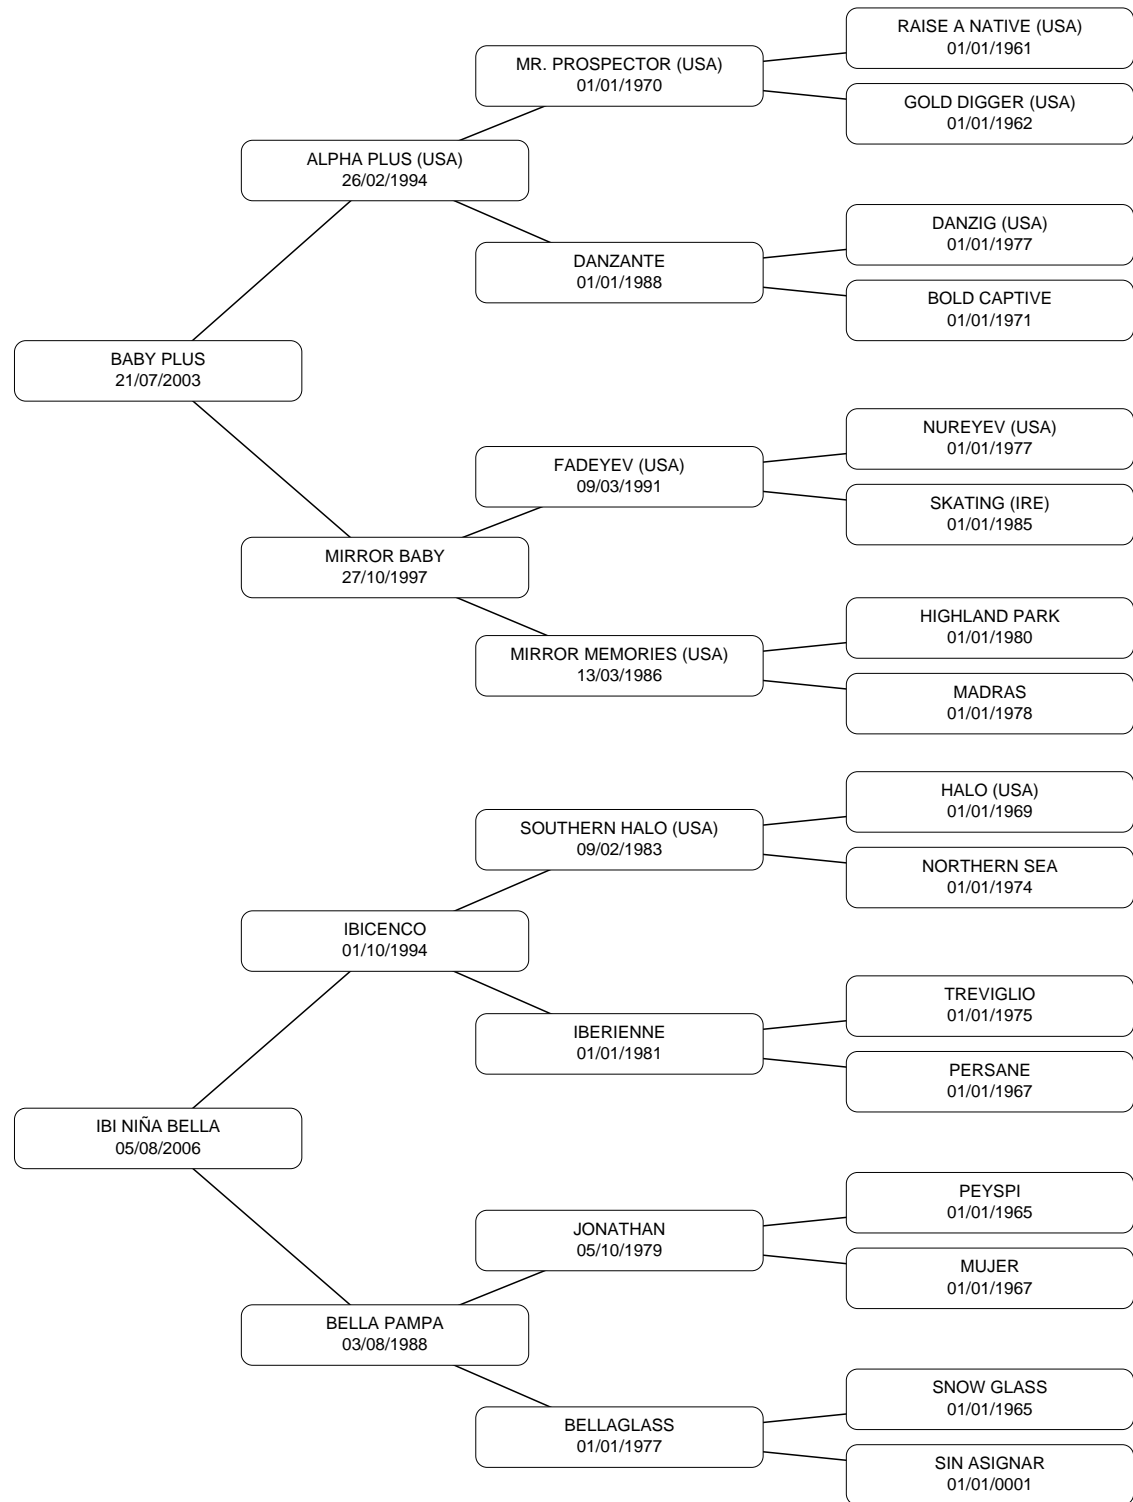 RAISE A NATIVE (USA)
01/01/1961
MR. PROSPECTOR (USA)
01/01/1970
GOLD DIGGER (USA)
01/01/1962
ALPHA PLUS (USA)
26/02/1994
DANZIG (USA)
01/01/1977
DANZANTE
01/01/1988
BOLD CAPTIVE
01/01/1971
BABY PLUS
21/07/2003
NUREYEV (USA)
01/01/1977
FADEYEV (USA)
09/03/1991
SKATING (IRE)
01/01/1985
MIRROR BABY
27/10/1997
HIGHLAND PARK
01/01/1980
MIRROR MEMORIES (USA)
13/03/1986
MADRAS
01/01/1978
HALO (USA)
01/01/1969
SOUTHERN HALO (USA)
09/02/1983
NORTHERN SEA
01/01/1974
IBICENCO
01/10/1994
TREVIGLIO
01/01/1975
IBERIENNE
01/01/1981
PERSANE
01/01/1967
IBI NIÑA BELLA
05/08/2006
PEYSPI
01/01/1965
JONATHAN
05/10/1979
MUJER
01/01/1967
BELLA PAMPA
03/08/1988
SNOW GLASS
01/01/1965
BELLAGLASS
01/01/1977
SIN ASIGNAR
01/01/0001